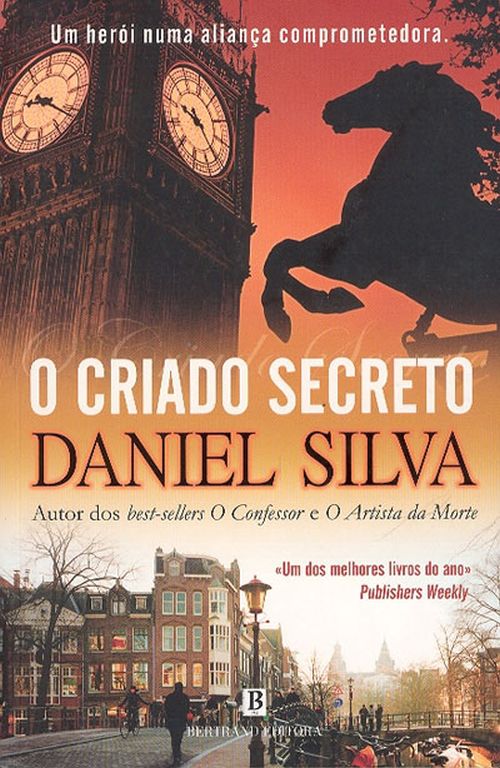 Um herói numa aliança comprometedora.
O CRIADO SECRETO
DANIEL SILVA
Autor dos best-sellers O Confessor e O Artista da Morte
«Um dos melhores livros do ano»
Publishers Weekly
B
BERTRAND EDITORA